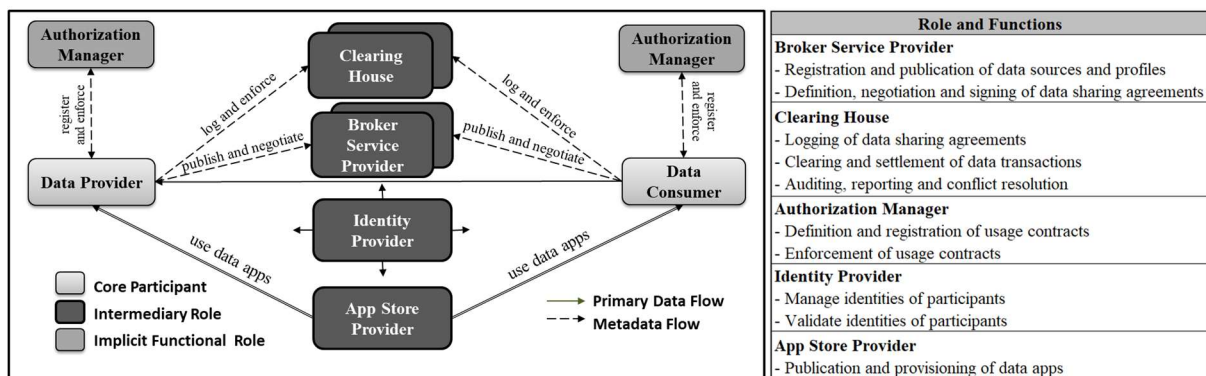 Authorization
Manager
Clearing
House
Authorization
Manager
register
and enforce
log and enforce
log and enforce
register
and enforce
publish and negotiate
Broker
Service
Provider
publish and negotiate
Data Provider
Data
Consumer
Identity
Provider
use data apps
use data apps
App Store
Provider
Core Participant
Intermediary Role
Implicit Functional Role
Primary Data Flow
Metadata Flow
Role and Functions
Broker Service Provider
- Registration and publication of data sources and profiles
- Definition, negotiation and signing of data sharing agreements
Clearing House
- Logging of data sharing agreements
- Clearing and settlement of data transactions
- Auditing, reporting and conflict resolution
Authorization Manager
- Definition and registration of usage contracts
- Enforcement of usage contracts
Identity Provider
- Manage identities of participants
- Validate identities of participants
App Store Provider
- Publication and provisioning of data apps